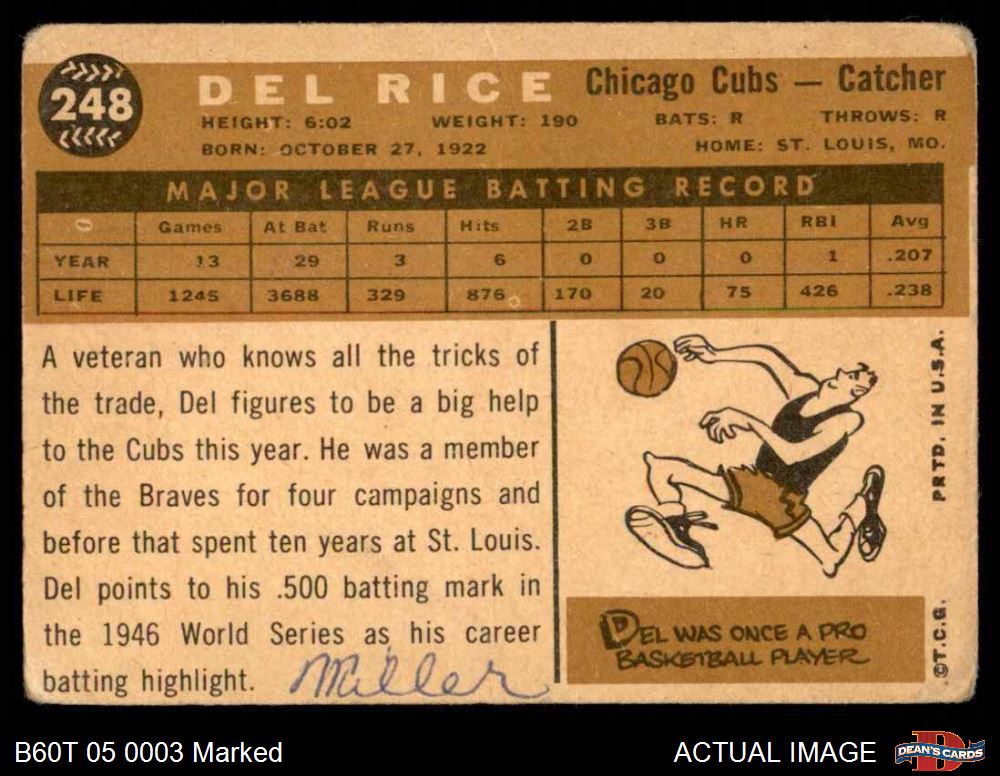 248
DEL RICE Chicago Cubs — Catcher
HEIGHT: 6:02 WEIGHT: 190 BATS: R THROWS: R
BORN: OCTOBER 27, 1922 HOME: ST. LOUIS, MO.
MAJOR LEAGUE BATTING RECORD
Games At Bat Runs Hits 2B 3B HR RBI Avg
YEAR 13 29 3 6 0 0 0 1 .207
LIFE 1245 3688 329 876 170 20 75 426 .238
A veteran who knows all the tricks of
the trade, Del figures to be a big help
to the Cubs this year. He was a member
of the Braves for four campaigns and
before that spent ten years at St. Louis.
Del points to his .500 batting mark in
the 1946 World Series as his career
batting highlight.
Miller
DEL WAS ONCE A PRO
BASKETBALL PLAYER
©T.C.G. PRTD. IN U.S.A.
B60T 05 0003 Marked
ACTUAL IMAGE
DEAN'S CARDS